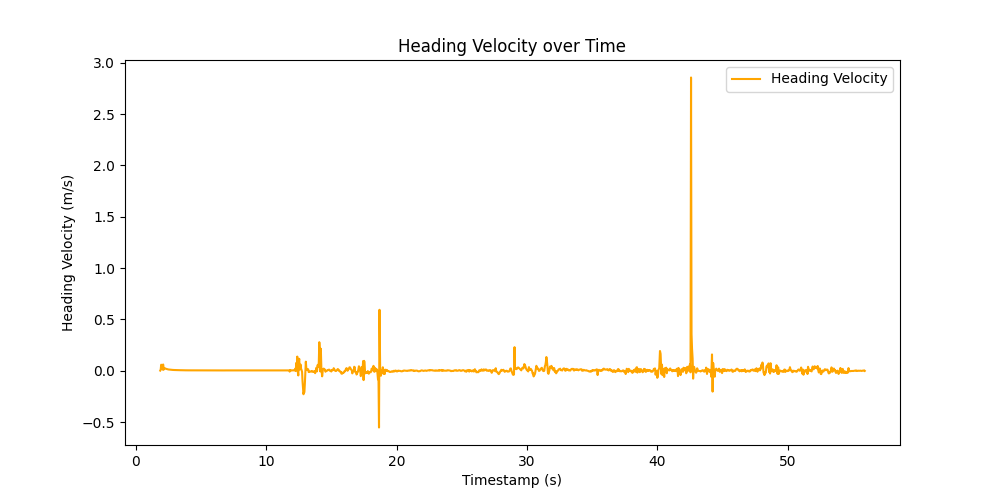 Heading Velocity over Time
Heading Velocity
Heading Velocity (m/s)
3.0
2.5
2.0
1.5
1.0
0.5
0.0
−0.5
0 10 20 30 40 50
Timestamp (s)